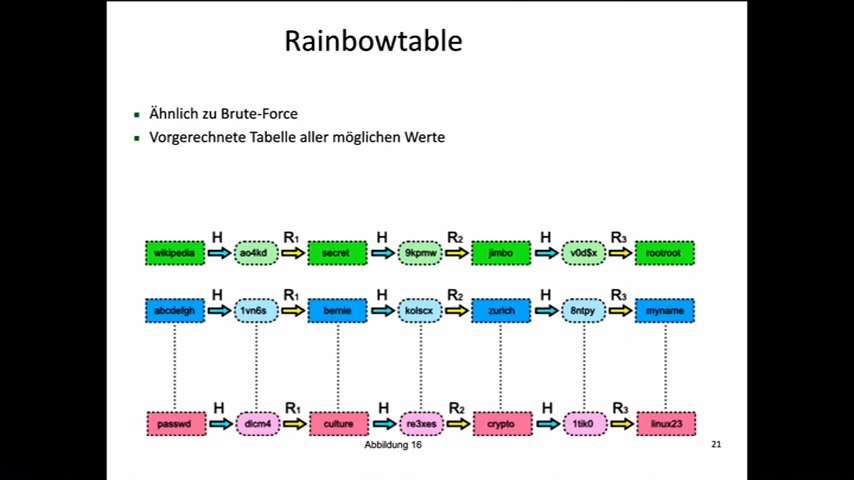 Rainbowtable
Ähnlich zu Brute-Force
Vorgerechnete Tabelle aller möglichen Werte
H R1 H R2 H R3
wikipedia ao4kd secret 9kpmw jimbo v0d$x rootroot
H R1 H R2 H R3
abcdefgh 1vn6s bernie kolscx zurich 8ntpy myname
H R1 H R2 H R3
passwd dlcm4 culture re3xes crypto 1tik0 linux23
Abbildung 16
21